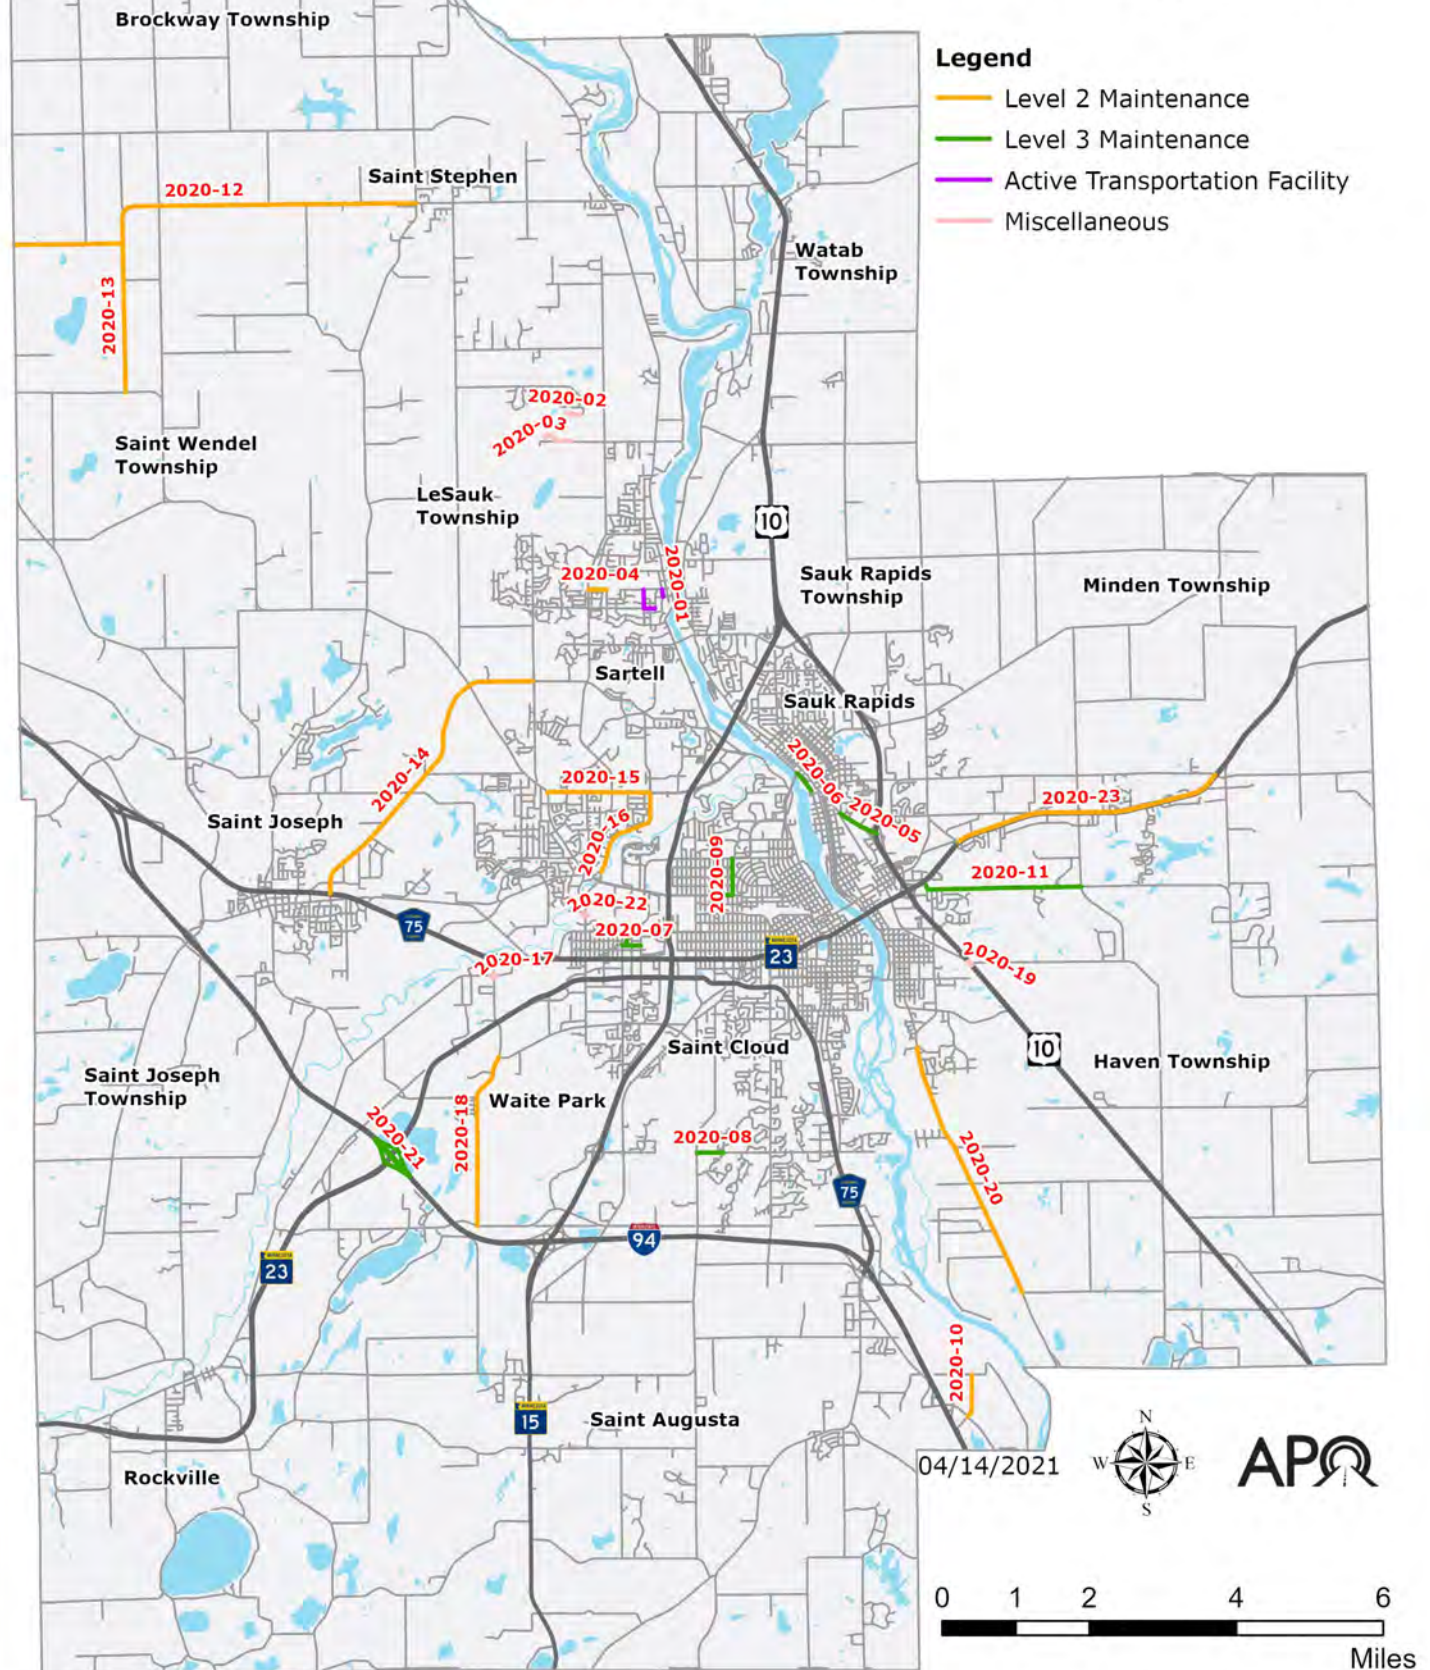 Brockway Township
Legend
Level 2 Maintenance
Level 3 Maintenance
Active Transportation Facility
Miscellaneous
Saint Stephen
2020-12
Watab
Township
2020-13
2020-02
2020-03
Saint Wendel
Township
LeSauk
Township
10
2020-04
2020-01
Sauk Rapids
Township
Minden Township
Sartell
Sauk Rapids
2020-14
2020-15
2020-06
2020-23
2020-05
Saint Joseph
2020-16
2020-09
2020-11
2020-22
75
2020-07
23
2020-17
2020-19
Saint Cloud
10
Haven Township
Saint Joseph
Township
Waite Park
2020-18
2020-21
2020-08
2020-20
75
94
23
2020-10
15
Saint Augusta
Rockville
04/14/2021
N
W
E
S
APO
0 1 2 4 6
Miles